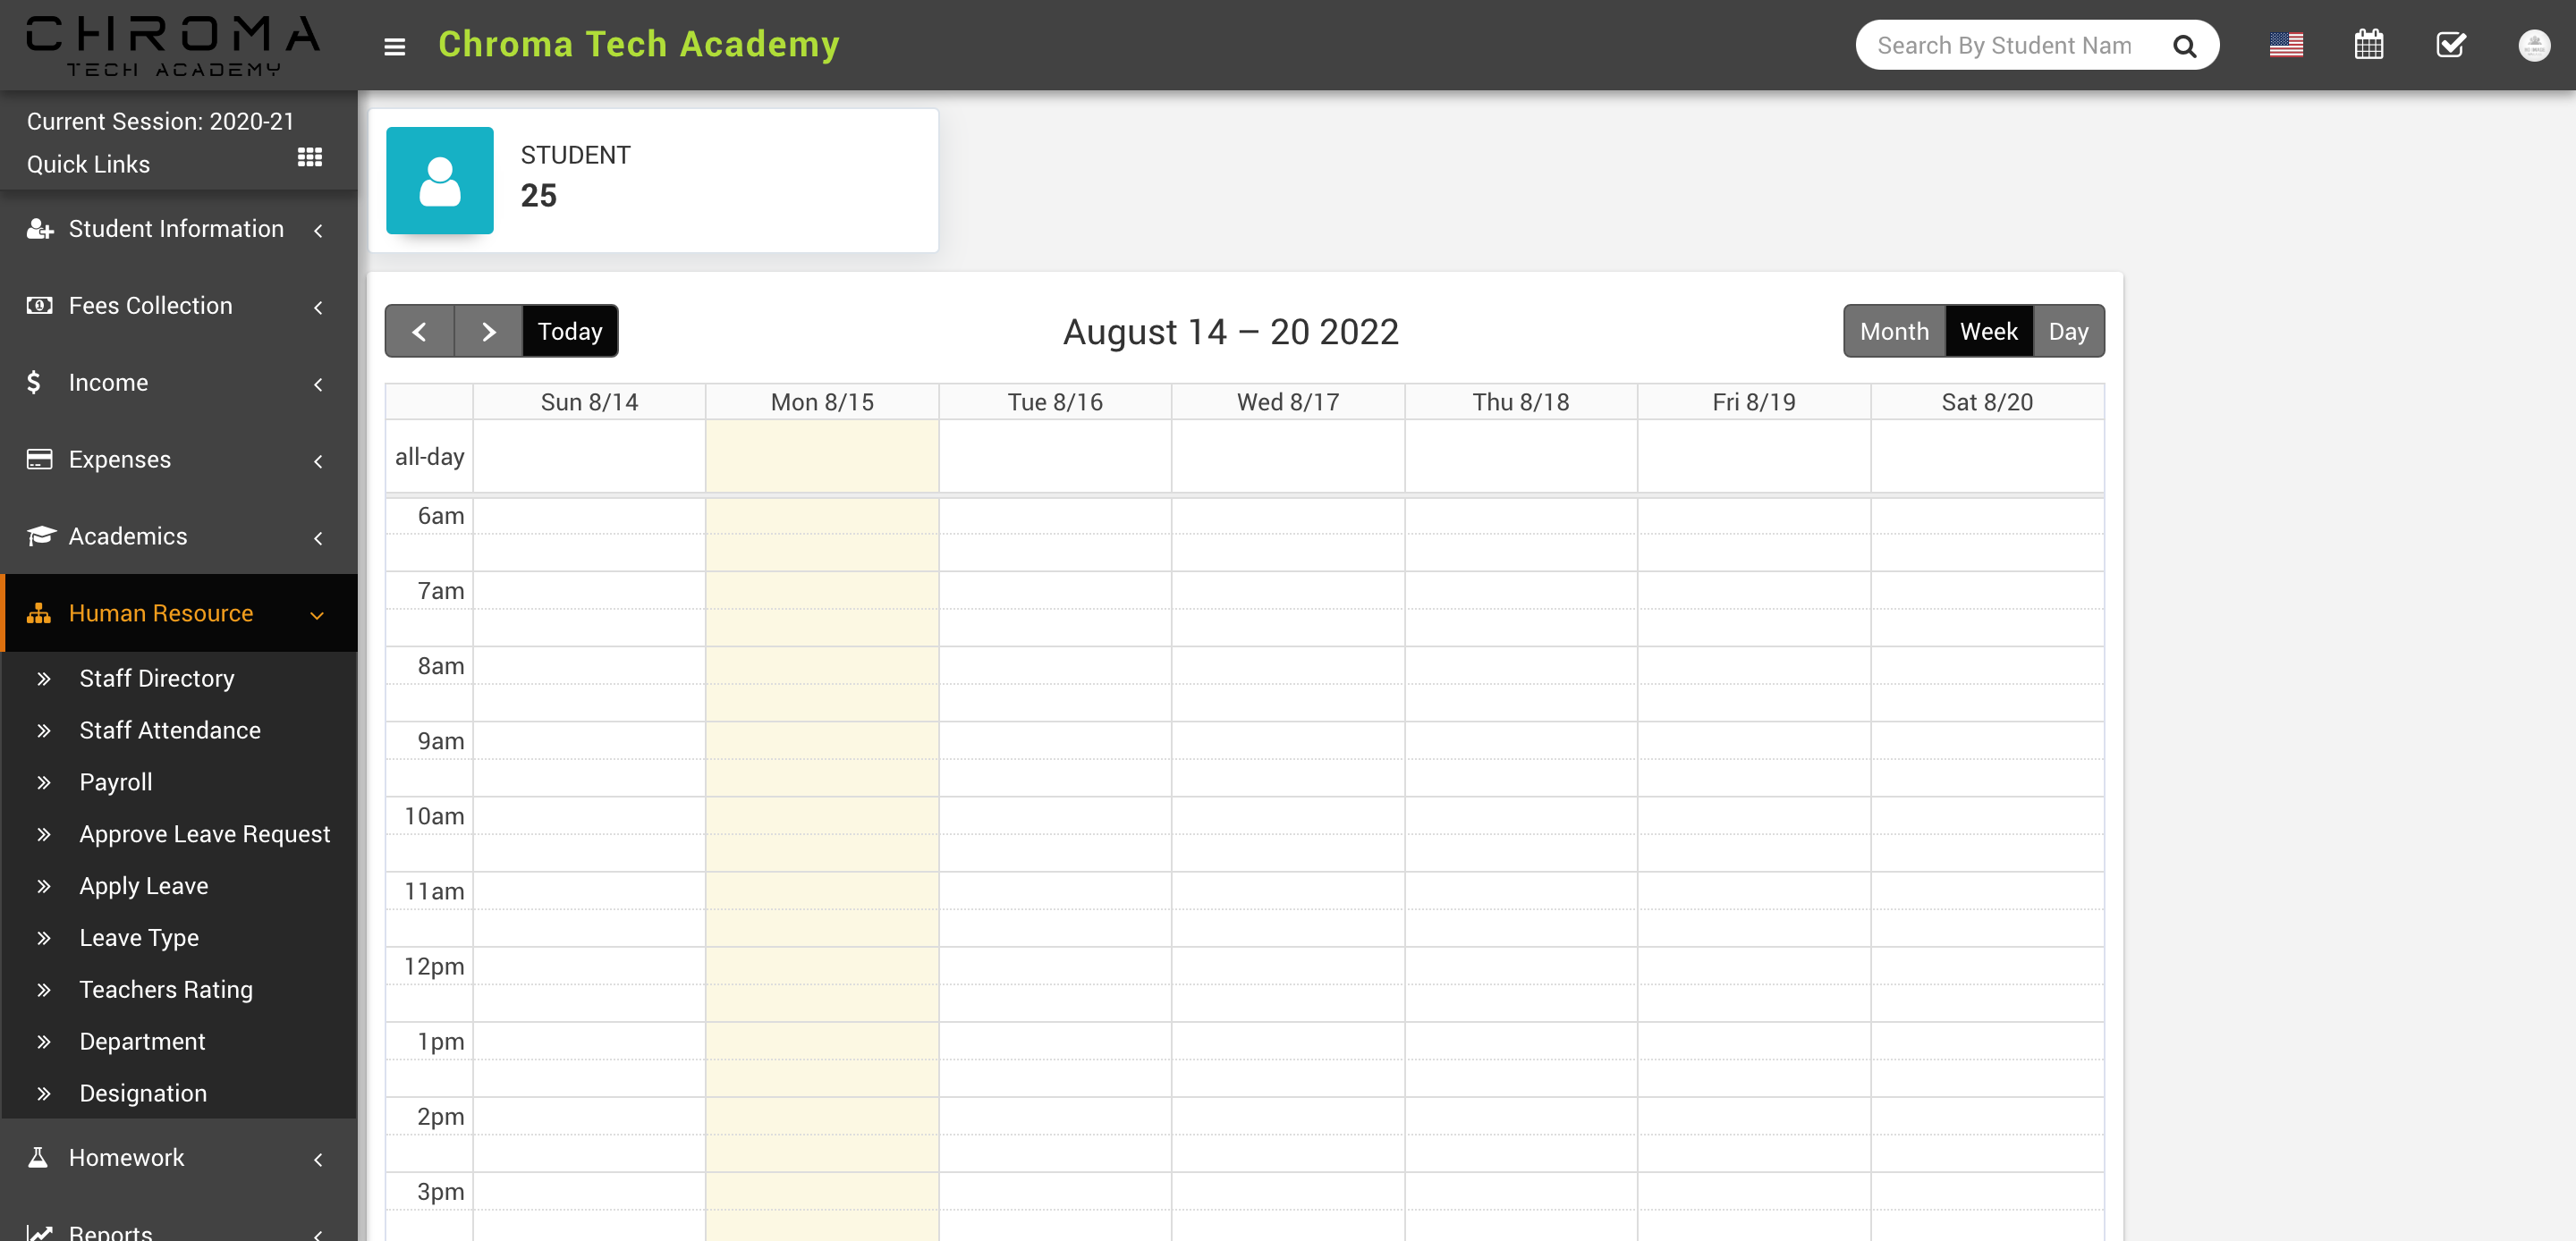 CHROMA
TECH ACADEMY
Chroma Tech Academy
Search By Student Nam
Current Session: 2020-21
Quick Links
Student Information
Fees Collection
Income
Expenses
Academics
Human Resource
Staff Directory
Staff Attendance
Payroll
Approve Leave Request
Apply Leave
Leave Type
Teachers Rating
Department
Designation
Homework
Reports
STUDENT
25
Today
August 14 – 20 2022
Month Week Day
Sun 8/14 Mon 8/15 Tue 8/16 Wed 8/17 Thu 8/18 Fri 8/19 Sat 8/20
all-day
6am
7am
8am
9am
10am
11am
12pm
1pm
2pm
3pm